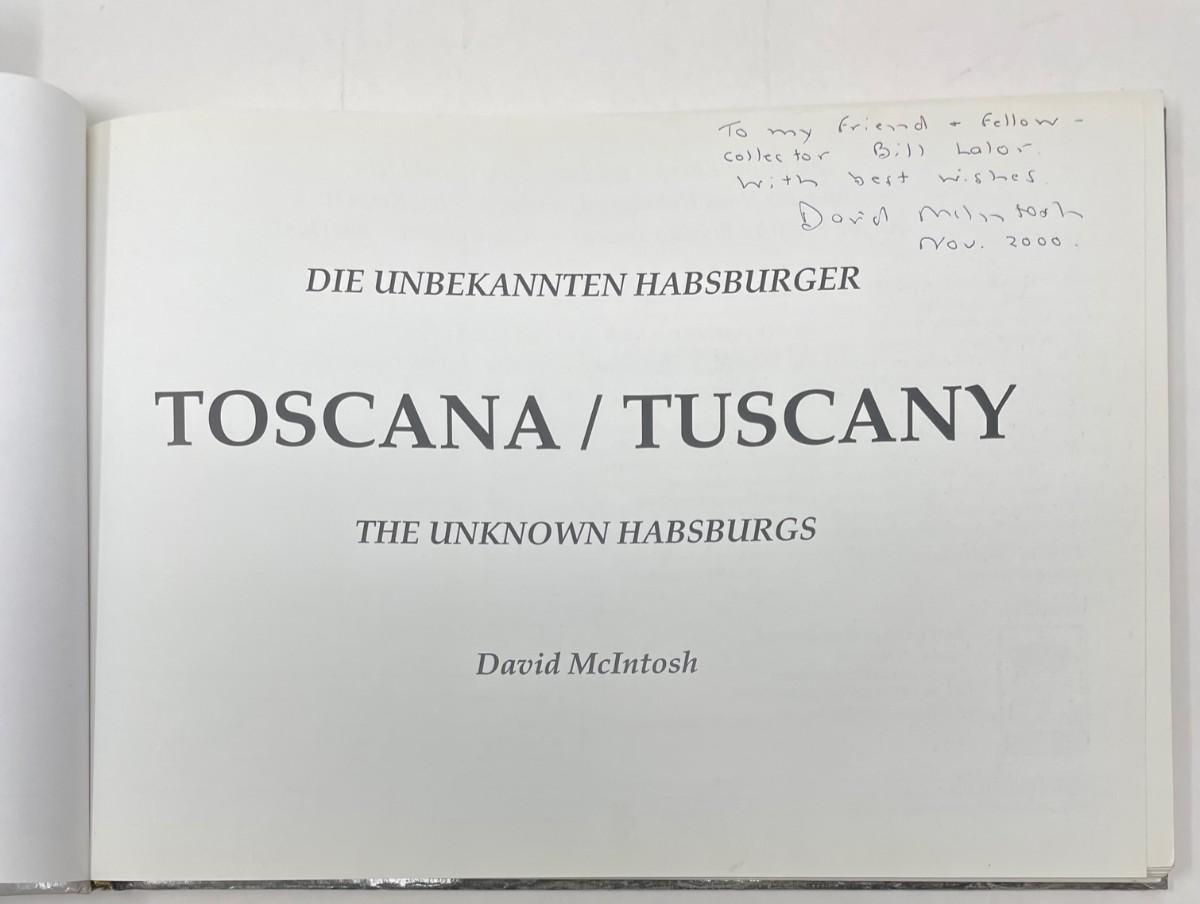 To my friend + fellow -
collector Bill Lalor.
With best wishes
David McIntosh
Nov. 2000.
DIE UNBEKANNTEN HABSBURGER
TOSCANA / TUSCANY
THE UNKNOWN HABSBURGS
David McIntosh